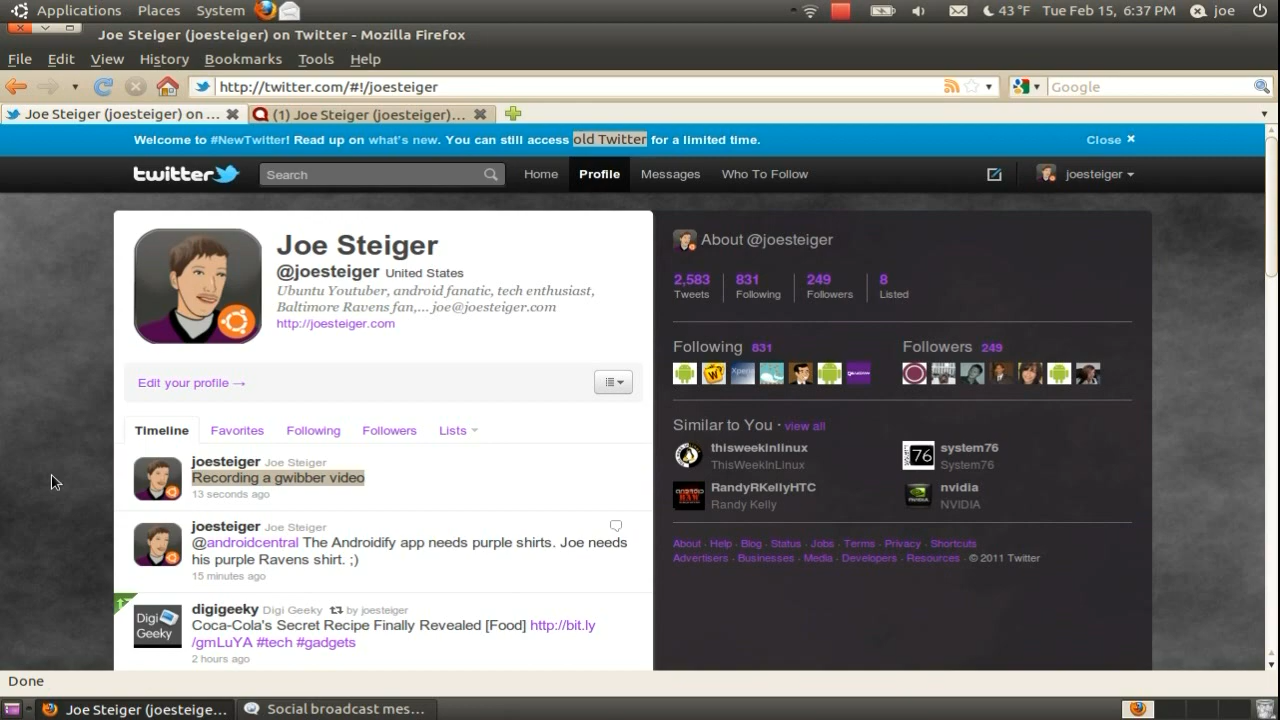 Applications Places System 43 °F Tue Feb 15, 6:37 PM joe
Joe Steiger (joesteiger) on Twitter - Mozilla Firefox
File Edit View History Bookmarks Tools Help
http://twitter.com/#!/joesteiger Google
Joe Steiger (joesteiger) on ... (1) Joe Steiger (joesteiger)...
Welcome to #NewTwitter! Read up on what's new. You can still access old Twitter for a limited time. Close ×
twitter Search Home Profile Messages Who To Follow joesteiger
Joe Steiger
@joesteiger United States
Ubuntu Youtuber, android fanatic, tech enthusiast,
Baltimore Ravens fan,... joe@joesteiger.com
http://joesteiger.com
Edit your profile →
Timeline Favorites Following Followers Lists
joesteiger Joe Steiger
Recording a gwibber video
13 seconds ago
joesteiger Joe Steiger
@androidcentral The Androidify app needs purple shirts. Joe needs
his purple Ravens shirt. ;)
15 minutes ago
digigeeky Digi Geeky by joesteiger
Digi
Geeky
Coca-Cola's Secret Recipe Finally Revealed [Food] http://bit.ly
/gmLuYA #tech #gadgets
2 hours ago
About @joesteiger
2,583 831 249 8
Tweets Following Followers Listed
Following 831 Followers 249
Similar to You · view all
thisweekinlinux
ThisWeekInLinux
76
system76
System76
RandyRKellyHTC
Randy Kelly
nvidia
NVIDIA
About · Help · Blog · Status · Jobs · Terms · Privacy · Shortcuts
Advertisers · Businesses · Media · Developers · Resources · © 2011 Twitter
Done
Joe Steiger (joesteige... Social broadcast mes...